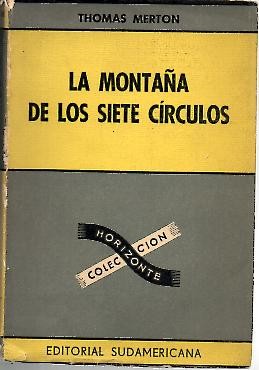 THOMAS MERTON
LA MONTAÑA
DE LOS SIETE CÍRCULOS
HORIZONTE
COLECCION
EDITORIAL SUDAMERICANA